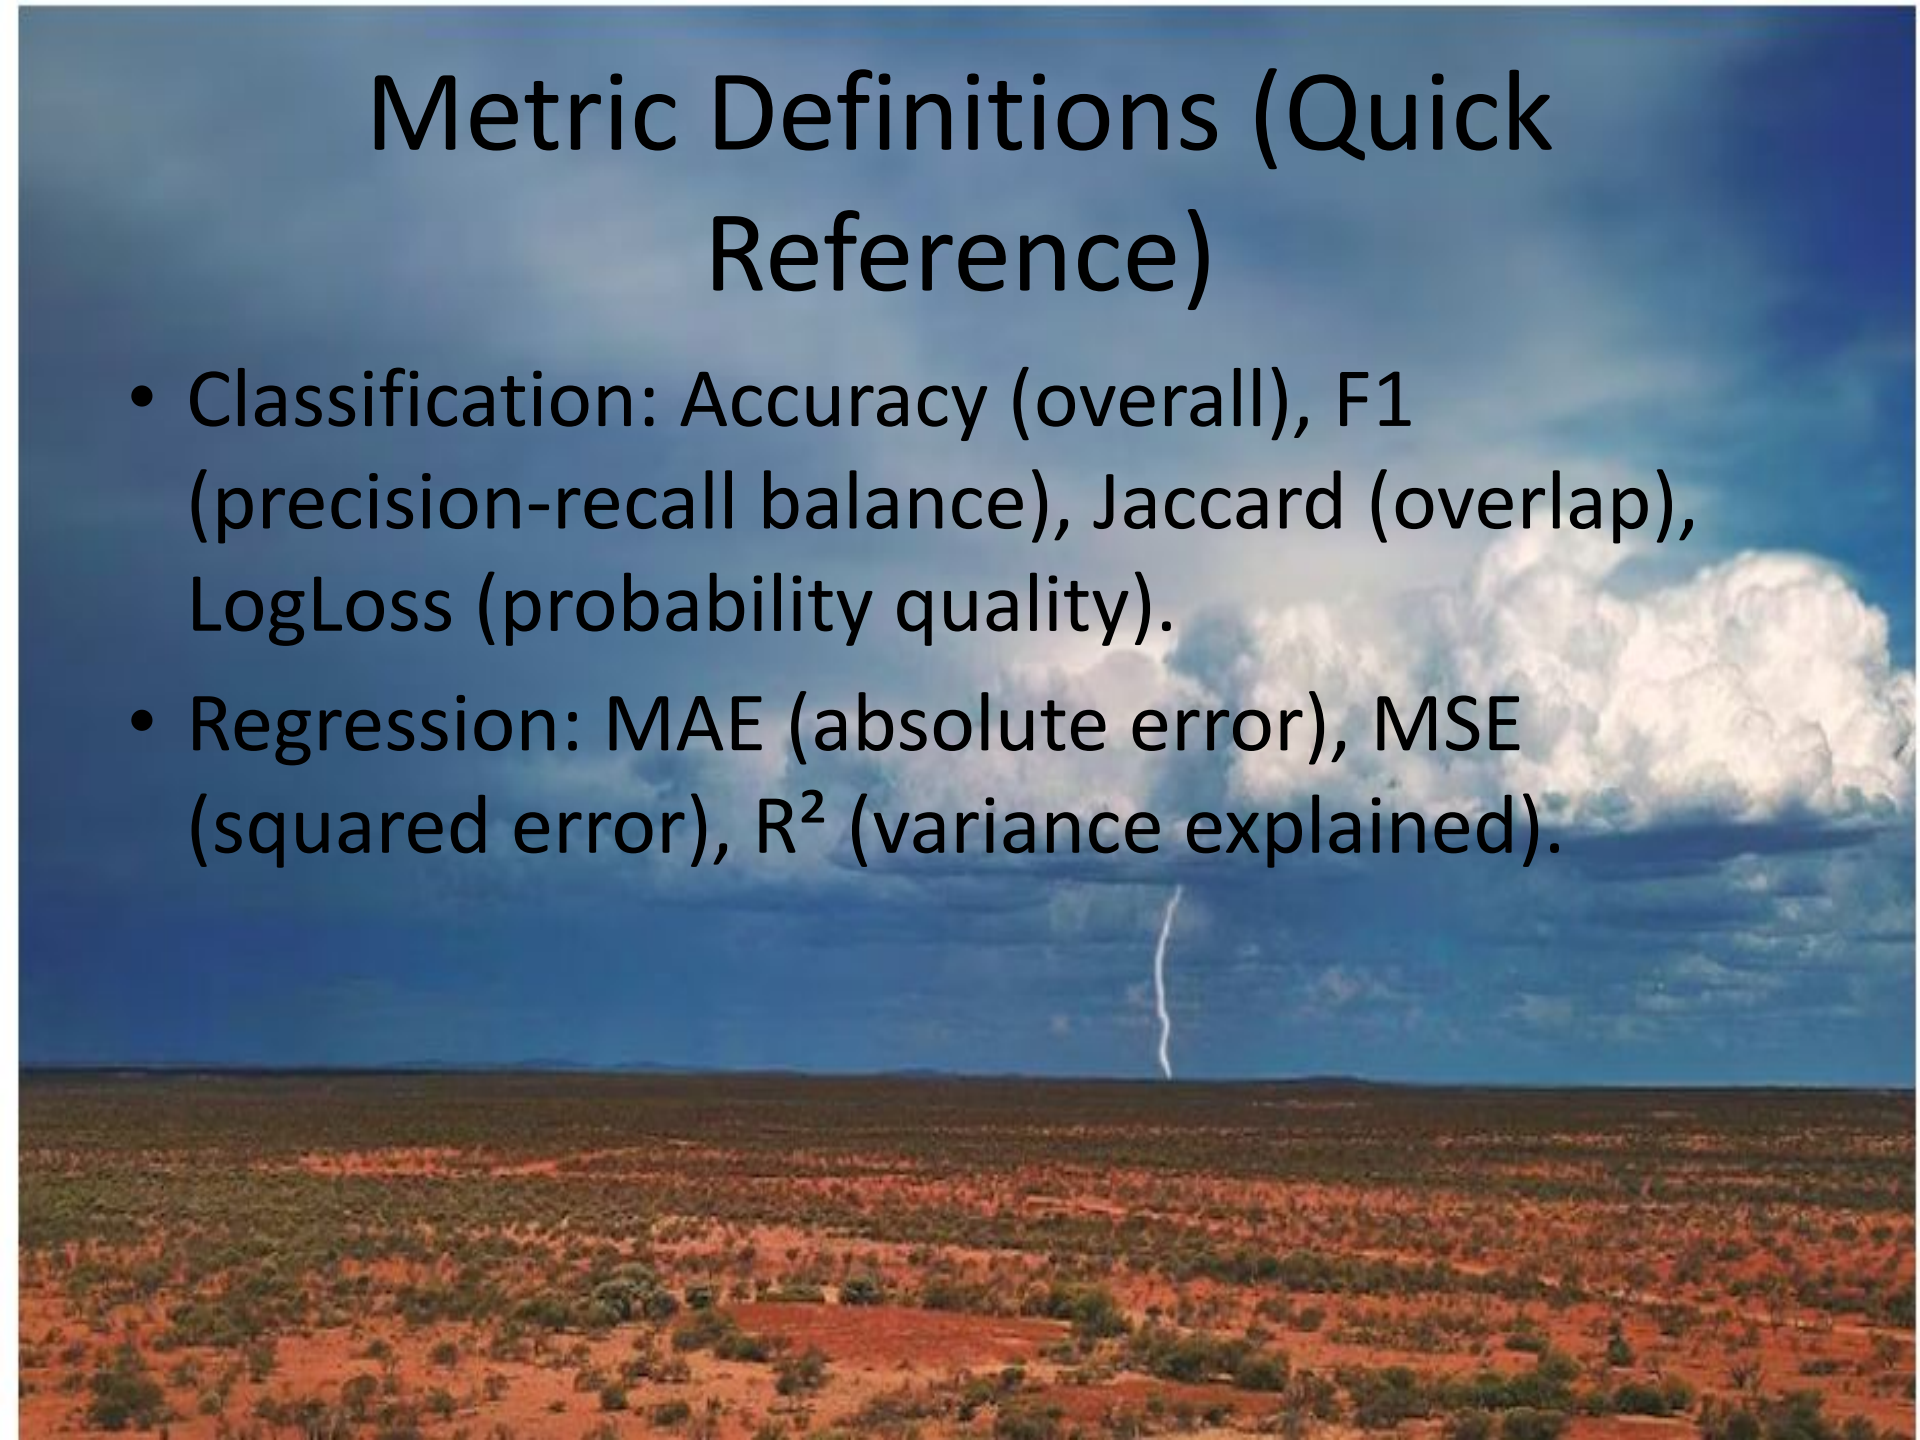 Metric Definitions (Quick
Reference)
• Classification: Accuracy (overall), F1
(precision-recall balance), Jaccard (overlap),
LogLoss (probability quality).
• Regression: MAE (absolute error), MSE
(squared error), R² (variance explained).